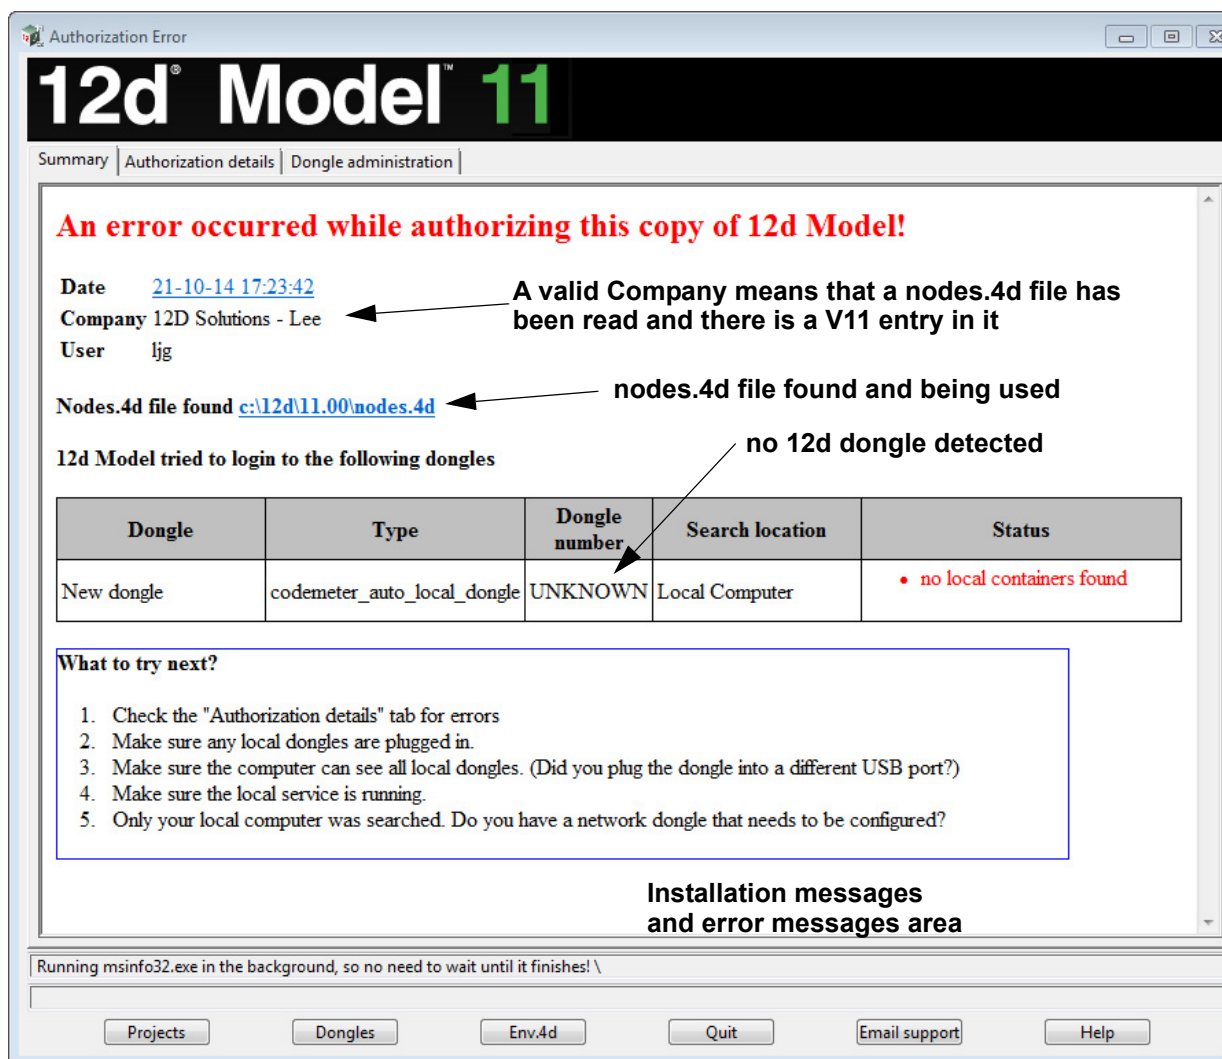 Authorization Error
12d® Model™ 11
Summary Authorization details Dongle administration
An error occurred while authorizing this copy of 12d Model!
Date 21-10-14 17:23:42
Company 12D Solutions - Lee
User ljg
A valid Company means that a nodes.4d file has
been read and there is a V11 entry in it
Nodes.4d file found c:\12d\11.00\nodes.4d
nodes.4d file found and being used
no 12d dongle detected
12d Model tried to login to the following dongles
Dongle Type Dongle number Search location Status
New dongle codemeter_auto_local_dongle UNKNOWN Local Computer • no local containers found
What to try next?
1. Check the "Authorization details" tab for errors
2. Make sure any local dongles are plugged in.
3. Make sure the computer can see all local dongles. (Did you plug the dongle into a different USB port?)
4. Make sure the local service is running.
5. Only your local computer was searched. Do you have a network dongle that needs to be configured?
Installation messages
and error messages area
Running msinfo32.exe in the background, so no need to wait until it finishes! \
Projects Dongles Env.4d Quit Email support Help